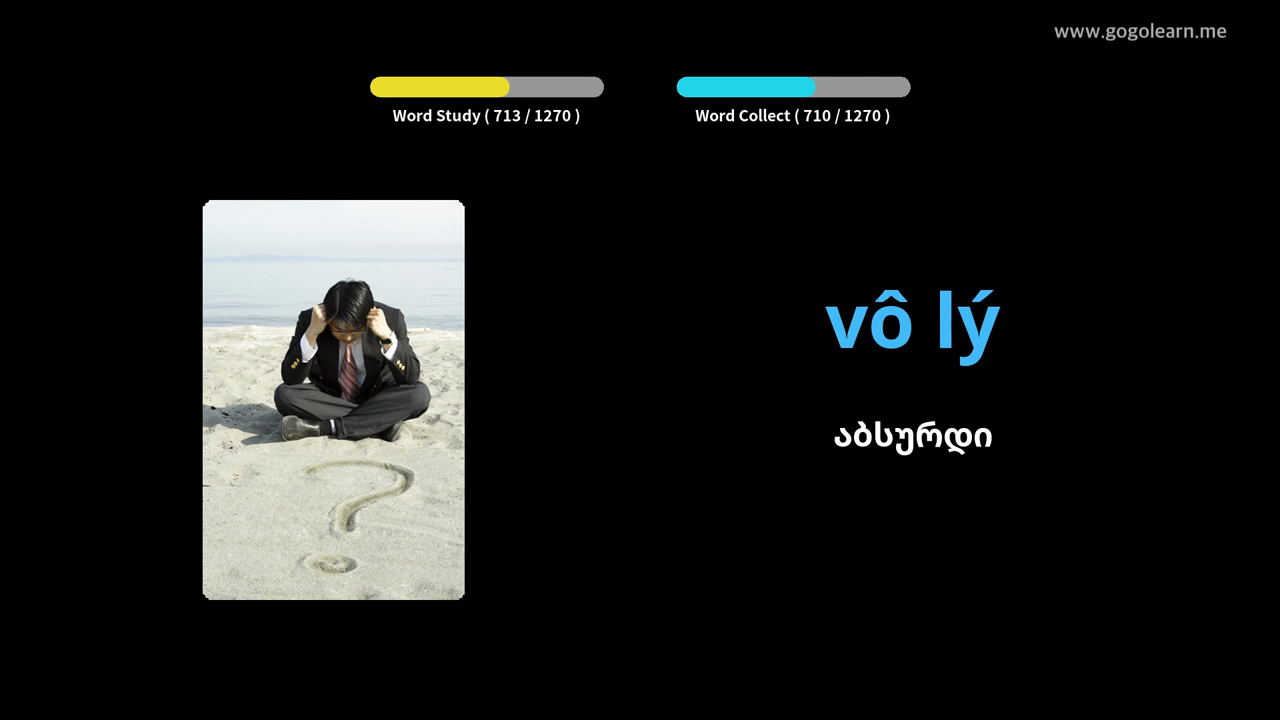 www.gogolearn.me
Word Study ( 713 / 1270 )
Word Collect ( 710 / 1270 )
vô lý
აბსურდი
?